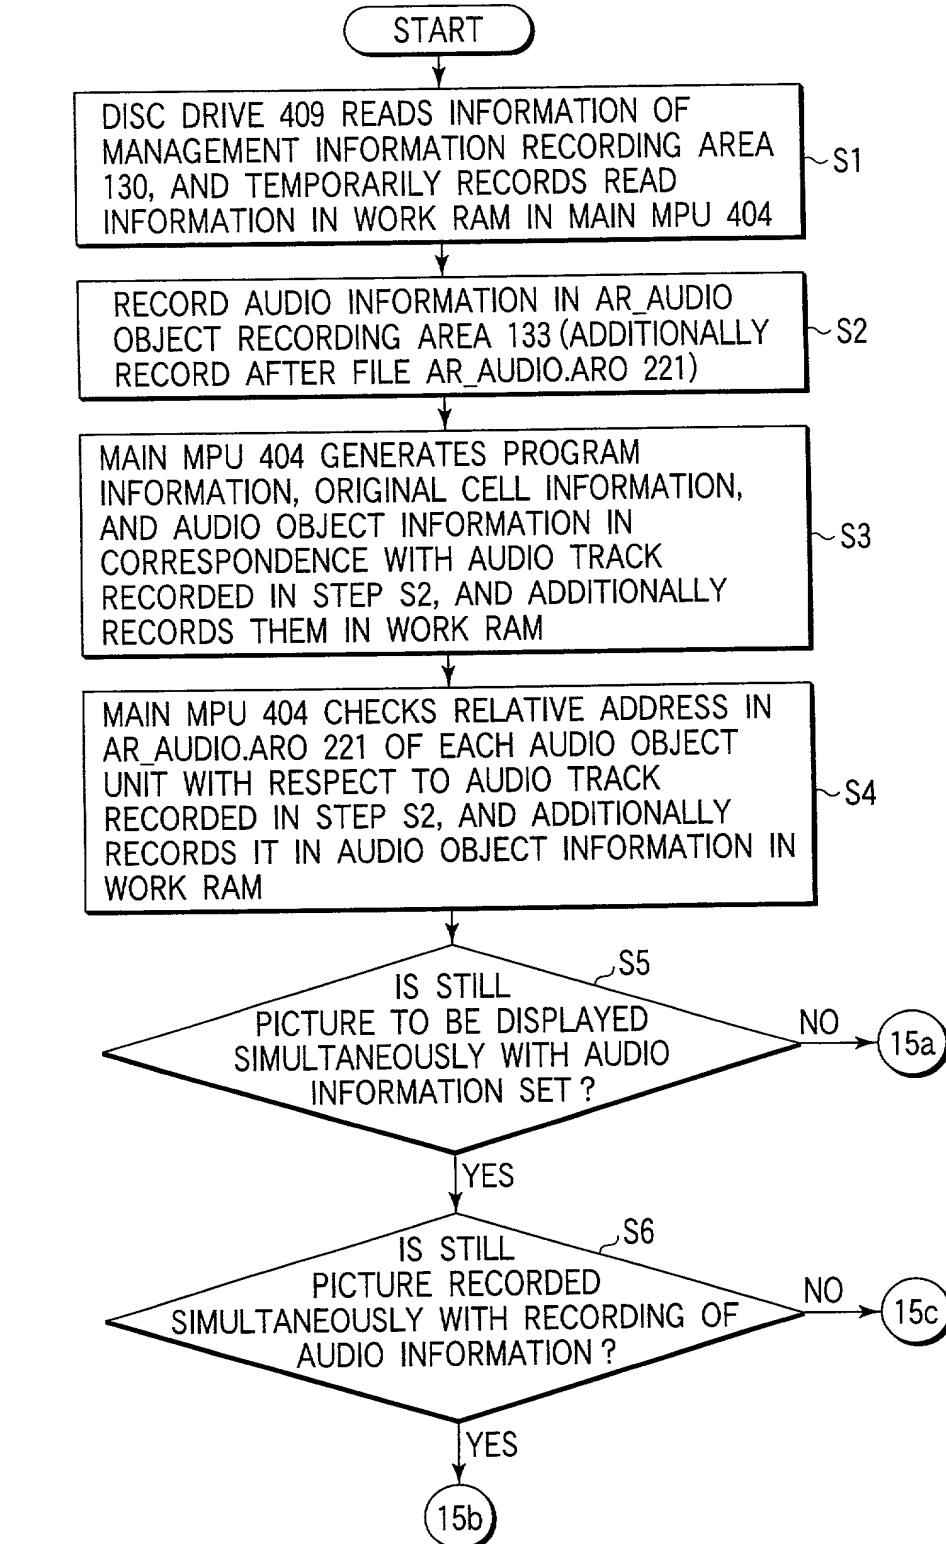 START
DISC DRIVE 409 READS INFORMATION OF
MANAGEMENT INFORMATION RECORDING AREA
130, AND TEMPORARILY RECORDS READ
INFORMATION IN WORK RAM IN MAIN MPU 404
S1
RECORD AUDIO INFORMATION IN AR_AUDIO
OBJECT RECORDING AREA 133 (ADDITIONALLY
RECORD AFTER FILE AR_AUDIO.ARO 221)
S2
MAIN MPU 404 GENERATES PROGRAM
INFORMATION, ORIGINAL CELL INFORMATION,
AND AUDIO OBJECT INFORMATION IN
CORRESPONDENCE WITH AUDIO TRACK
RECORDED IN STEP S2, AND ADDITIONALLY
RECORDS THEM IN WORK RAM
S3
MAIN MPU 404 CHECKS RELATIVE ADDRESS IN
AR_AUDIO.ARO 221 OF EACH AUDIO OBJECT
UNIT WITH RESPECT TO AUDIO TRACK
RECORDED IN STEP S2, AND ADDITIONALLY
RECORDS IT IN AUDIO OBJECT INFORMATION IN
WORK RAM
S4
S5
IS STILL
PICTURE TO BE DISPLAYED
SIMULTANEOUSLY WITH AUDIO
INFORMATION SET ?
NO
15a
YES
S6
IS STILL
PICTURE RECORDED
SIMULTANEOUSLY WITH RECORDING OF
AUDIO INFORMATION ?
NO
15c
YES
15b